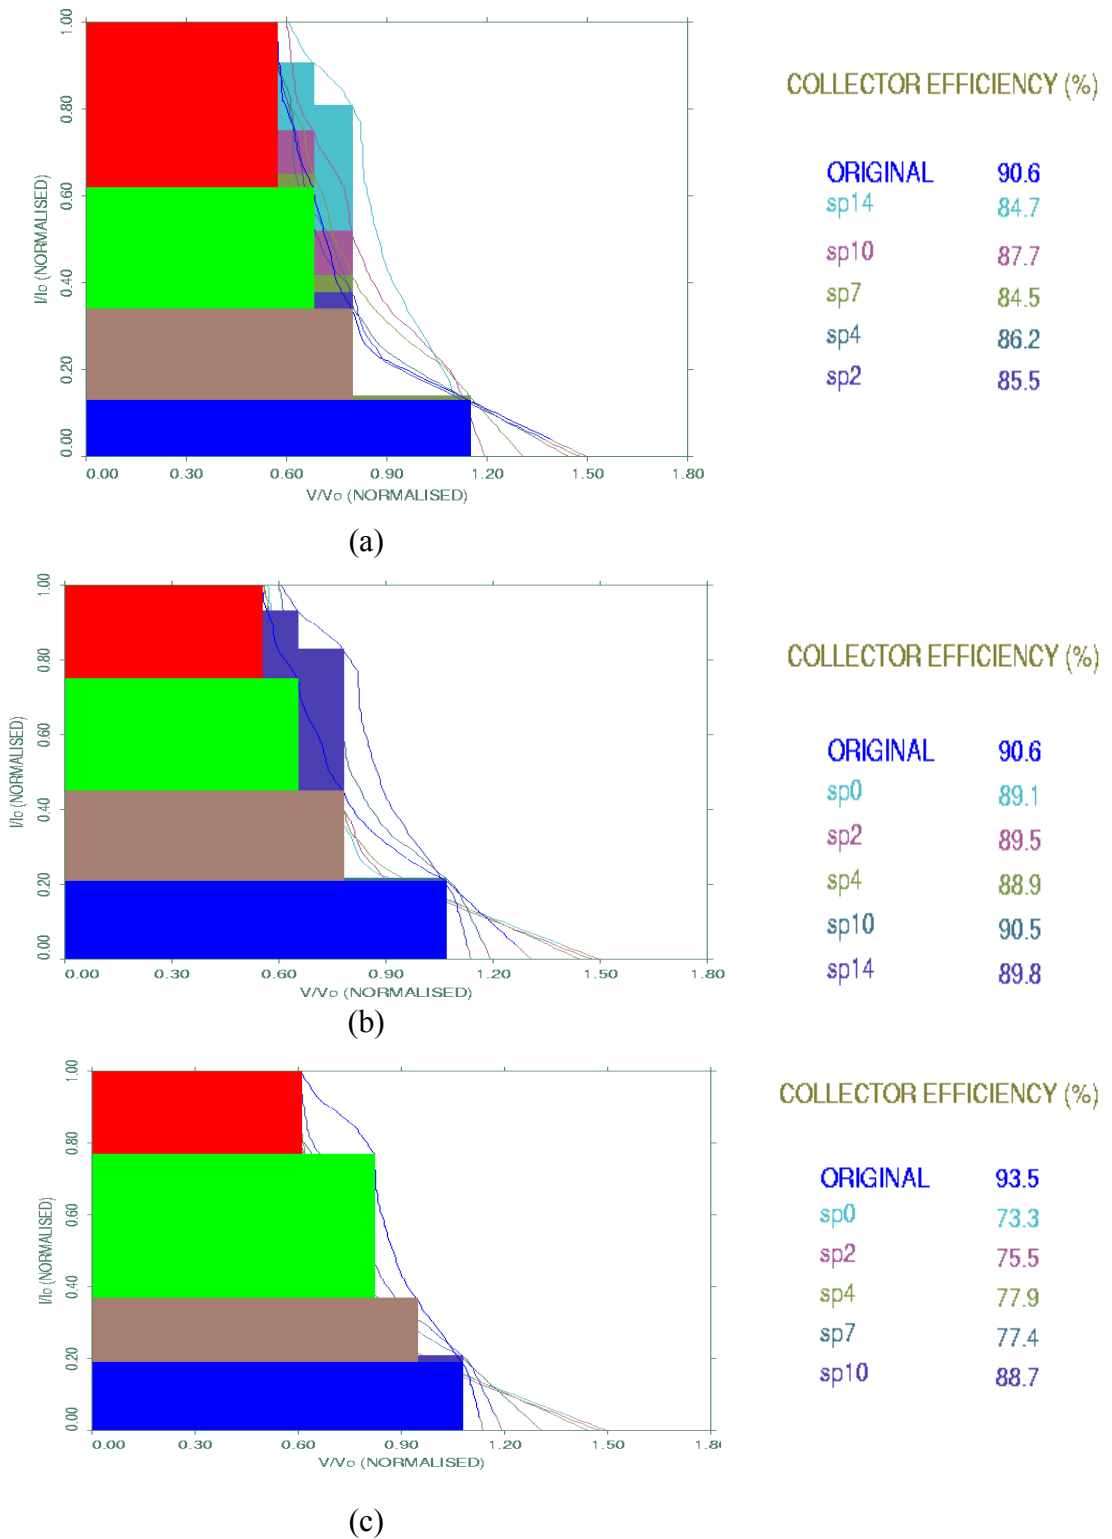 1.00
0.80
0.60
0.40
0.20
0.00
I/Io (NORMALISED)
0.00 0.30 0.60 0.90 1.20 1.50 1.80
V/Vo (NORMALISED)
COLLECTOR EFFICIENCY (%)
ORIGINAL 90.6
sp14 84.7
sp10 87.7
sp7 84.5
sp4 86.2
sp2 85.5
(a)
1.00
0.80
0.60
0.40
0.20
0.00
I/Io (NORMALISED)
0.00 0.30 0.60 0.90 1.20 1.50 1.80
V/Vo (NORMALISED)
COLLECTOR EFFICIENCY (%)
ORIGINAL 90.6
sp0 89.1
sp2 89.5
sp4 88.9
sp10 90.5
sp14 89.8
(b)
1.00
0.80
0.60
0.40
0.20
0.00
I/Io (NORMALISED)
0.00 0.30 0.60 0.90 1.20 1.50 1.80
V/Vo (NORMALISED)
COLLECTOR EFFICIENCY (%)
ORIGINAL 93.5
sp0 73.3
sp2 75.5
sp4 77.9
sp7 77.4
sp10 88.7
(c)